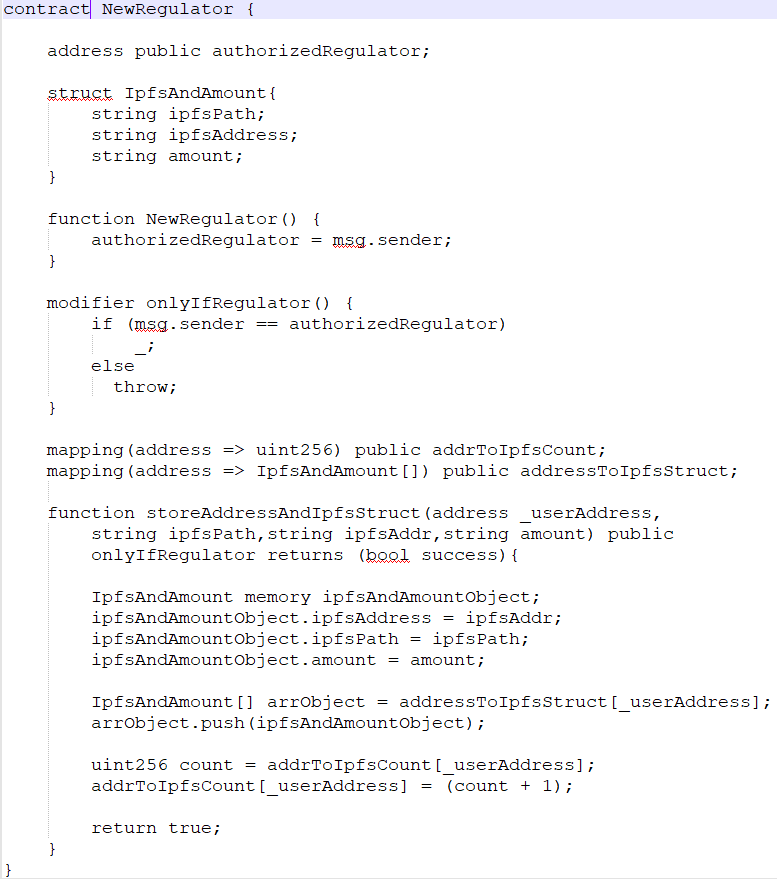 contract NewRegulator {
address public authorizedRegulator;
struct IpfsAndAmount{
string ipfsPath;
string ipfsAddress;
string amount;
}
function NewRegulator() {
authorizedRegulator = msg.sender;
}
modifier onlyIfRegulator() {
if (msg.sender == authorizedRegulator)
_;
else
throw;
}
mapping(address => uint256) public addrToIpfsCount;
mapping(address => IpfsAndAmount[]) public addressToIpfsStruct;
function storeAddressAndIpfsStruct(address _userAddress,
string ipfsPath,string ipfsAddr,string amount) public
onlyIfRegulator returns (bool success){
IpfsAndAmount memory ipfsAndAmountObject;
ipfsAndAmountObject.ipfsAddress = ipfsAddr;
ipfsAndAmountObject.ipfsPath = ipfsPath;
ipfsAndAmountObject.amount = amount;
IpfsAndAmount[] arrObject = addressToIpfsStruct[_userAddress];
arrObject.push(ipfsAndAmountObject);
uint256 count = addrToIpfsCount[_userAddress];
addrToIpfsCount[_userAddress] = (count + 1);
return true;
}
}